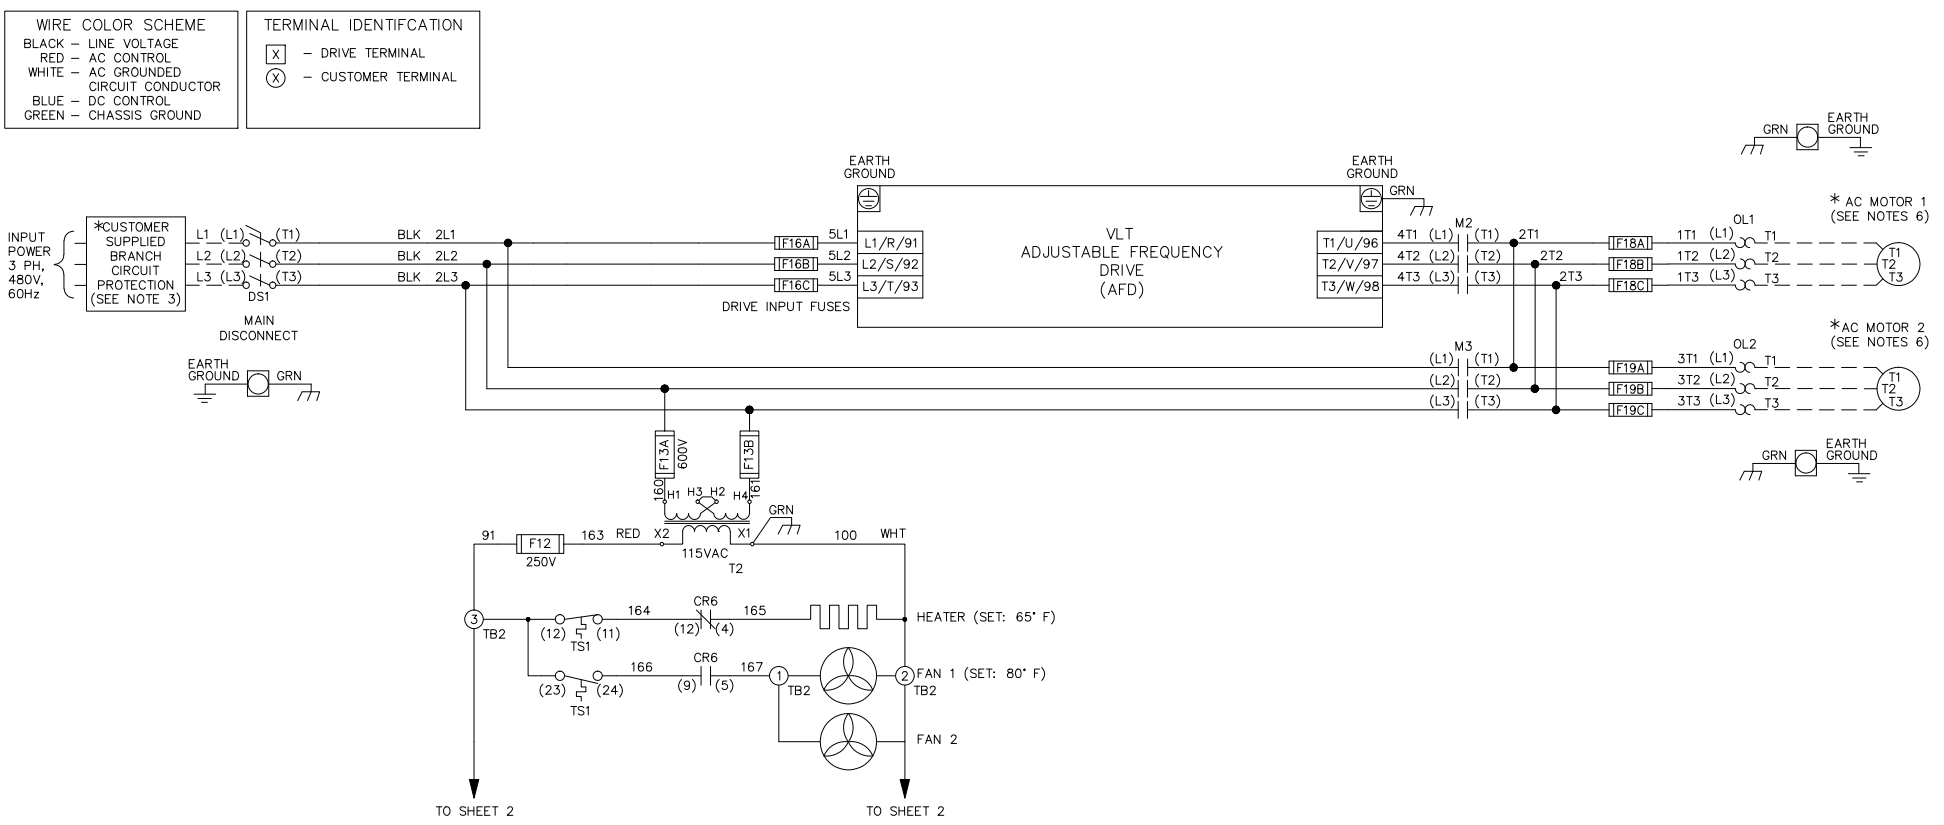 WIRE COLOR SCHEME
BLACK – LINE VOLTAGE
RED – AC CONTROL
WHITE – AC GROUNDED
CIRCUIT CONDUCTOR
BLUE – DC CONTROL
GREEN – CHASSIS GROUND
TERMINAL IDENTIFCATION
X – DRIVE TERMINAL
X – CUSTOMER TERMINAL
GRN
EARTH
GROUND
EARTH
GROUND
EARTH
GROUND
GRN
INPUT
POWER
3 PH,
480V,
60Hz
*CUSTOMER
SUPPLIED
BRANCH
CIRCUIT
PROTECTION
(SEE NOTE 3)
L1 (L1) (T1) BLK 2L1 F16A 5L1 L1/R/91
L2 (L2) (T2) BLK 2L2 F16B 5L2 L2/S/92
L3 (L3) (T3) BLK 2L3 F16C 5L3 L3/T/93
DS1
MAIN
DISCONNECT
DRIVE INPUT FUSES
VLT
ADJUSTABLE FREQUENCY
DRIVE
(AFD)
M2
T1/U/96 4T1 (L1) (T1) 2T1 F18A 1T1 (L1) T1
T2/V/97 4T2 (L2) (T2) 2T2 F18B 1T2 (L2) T2
T3/W/98 4T3 (L3) (T3) 2T3 F18C 1T3 (L3) T3
OL1
* AC MOTOR 1
(SEE NOTES 6)
T1
T2
T3
EARTH
GROUND
GRN
M3
(L1) (T1) F19A 3T1 (L1) T1
(L2) (T2) F19B 3T2 (L2) T2
(L3) (T3) F19C 3T3 (L3) T3
OL2
*AC MOTOR 2
(SEE NOTES 6)
T1
T2
T3
GRN
EARTH
GROUND
F13A
600V
F13B
160
161
H1 H3 H2 H4
GRN
91 F12 163 RED X2 X1 100 WHT
250V
115VAC
T2
3
TB2
(12) (11) 164 CR6 165
TS1
(12) (4)
HEATER (SET: 65° F)
(23) (24) 166 CR6 167 1
TS1
(9) (5)
TB2
2
FAN 1 (SET: 80° F)
TB2
FAN 2
TO SHEET 2
TO SHEET 2